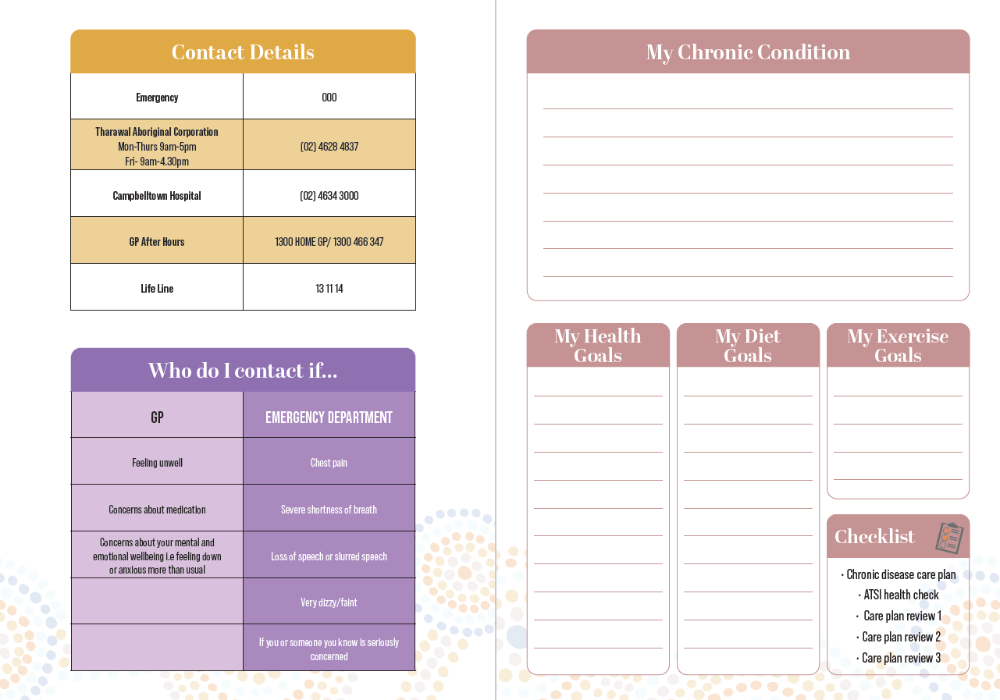 Contact Details
Emergency
000
Tharawal Aboriginal Corporation
Mon-Thurs 9am-5pm
Fri- 9am-4.30pm
(02) 4628 4837
Campbelltown Hospital
(02) 4634 3000
GP After Hours
1300 HOME GP/ 1300 466 347
Life Line
13 11 14
Who do I contact if...
GP
EMERGENCY DEPARTMENT
Feeling unwell
Chest pain
Concerns about medication
Severe shortness of breath
Concerns about your mental and
emotional wellbeing i.e feeling down
or anxious more than usual
Loss of speech or slurred speech
Very dizzy/faint
If you or someone you know is seriously
concerned
My Chronic Condition
My Health
Goals
My Diet
Goals
My Exercise
Goals
Checklist
· Chronic disease care plan
· ATSI health check
· Care plan review 1
· Care plan review 2
· Care plan review 3